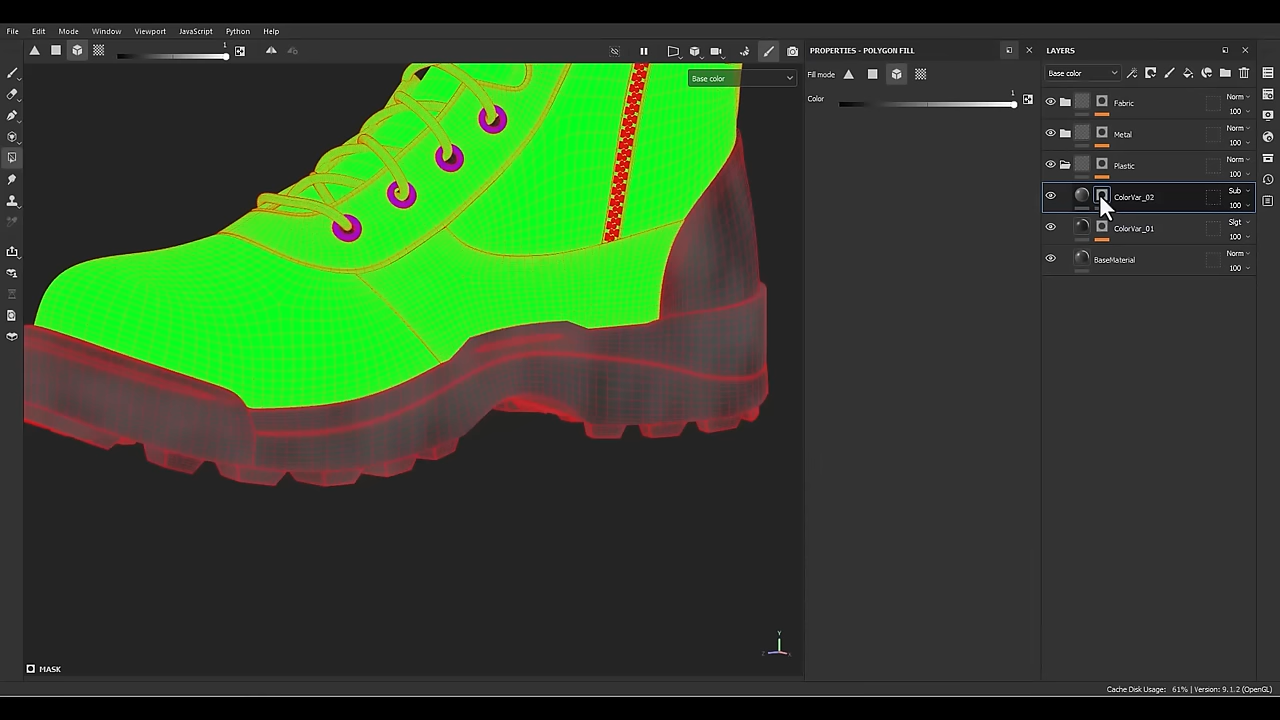 File Edit Mode Window Viewport JavaScript Python Help
1
Base color
PROPERTIES - POLYGON FILL
Fill mode
Color
1
LAYERS
Base color
Fabric
Norm
100
Metal
Norm
100
Plastic
Norm
100
ColorVar_02
Sub
100
ColorVar_01
Slgt
100
BaseMaterial
Norm
100
Y
Z
X
MASK
Cache Disk Usage: 61% | Version: 9.1.2 (OpenGL)